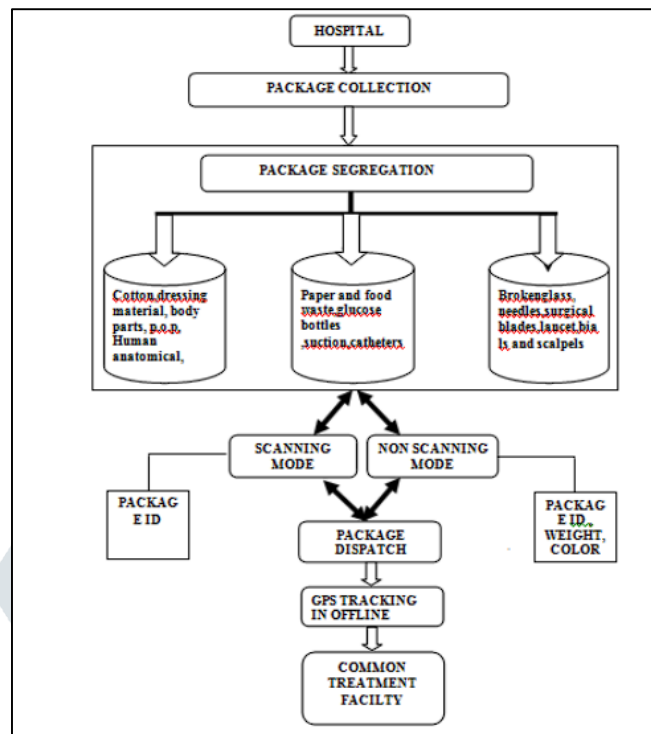 HOSPITAL
PACKAGE COLLECTION
PACKAGE SEGREGATION
Cotton,dressing
material, body
parts, p.o.p,
Human
anatomical,
Paper and food
waste,glucose
bottles
,suction,catheters
Brokenglass,
needles,surgical
blades,lancet,bia
ls and scalpels
SCANNING
MODE
NON SCANNING
MODE
PACKAG
E ID
PACKAG
E ID ,
WEIGHT,
COLOR
PACKAGE
DISPATCH
GPS TRACKING
IN OFFLINE
COMMON
TREATMENT
FACILTY